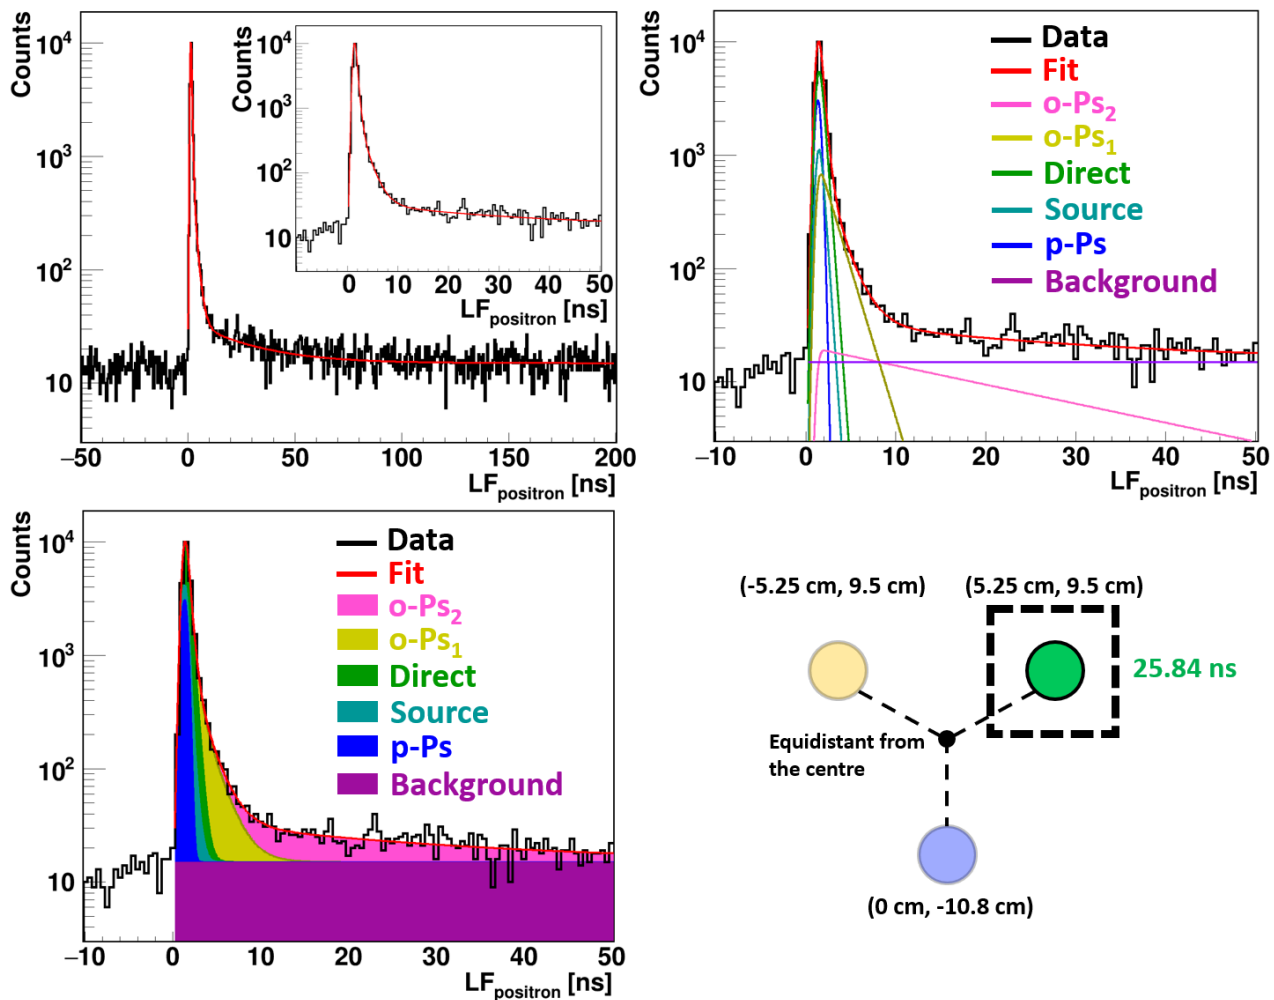 Counts
10⁴
10³
10²
10
−50
0
50
100
150
200
LF_positron [ns]
Counts
10⁴
10³
10²
10
0
10
20
30
40
50
LF_positron [ns]
Counts
10⁴
10³
10²
10
−10
0
10
20
30
40
50
LF_positron [ns]
Data
Fit
o-Ps₂
o-Ps₁
Direct
Source
p-Ps
Background
Counts
10⁴
10³
10²
10
−10
0
10
20
30
40
50
LF_positron [ns]
Data
Fit
o-Ps₂
o-Ps₁
Direct
Source
p-Ps
Background
(-5.25 cm, 9.5 cm)
(5.25 cm, 9.5 cm)
25.84 ns
Equidistant from
the centre
(0 cm, -10.8 cm)